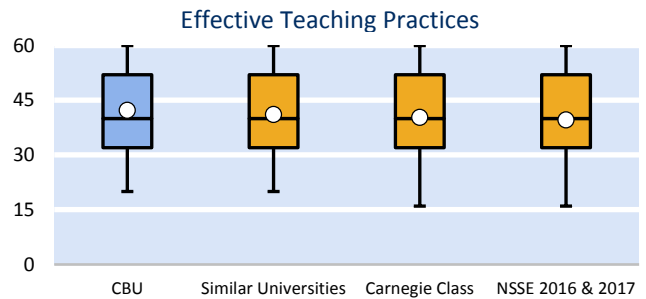 Effective Teaching Practices
60
45
30
15
0
CBU Similar Universities Carnegie Class NSSE 2016 & 2017